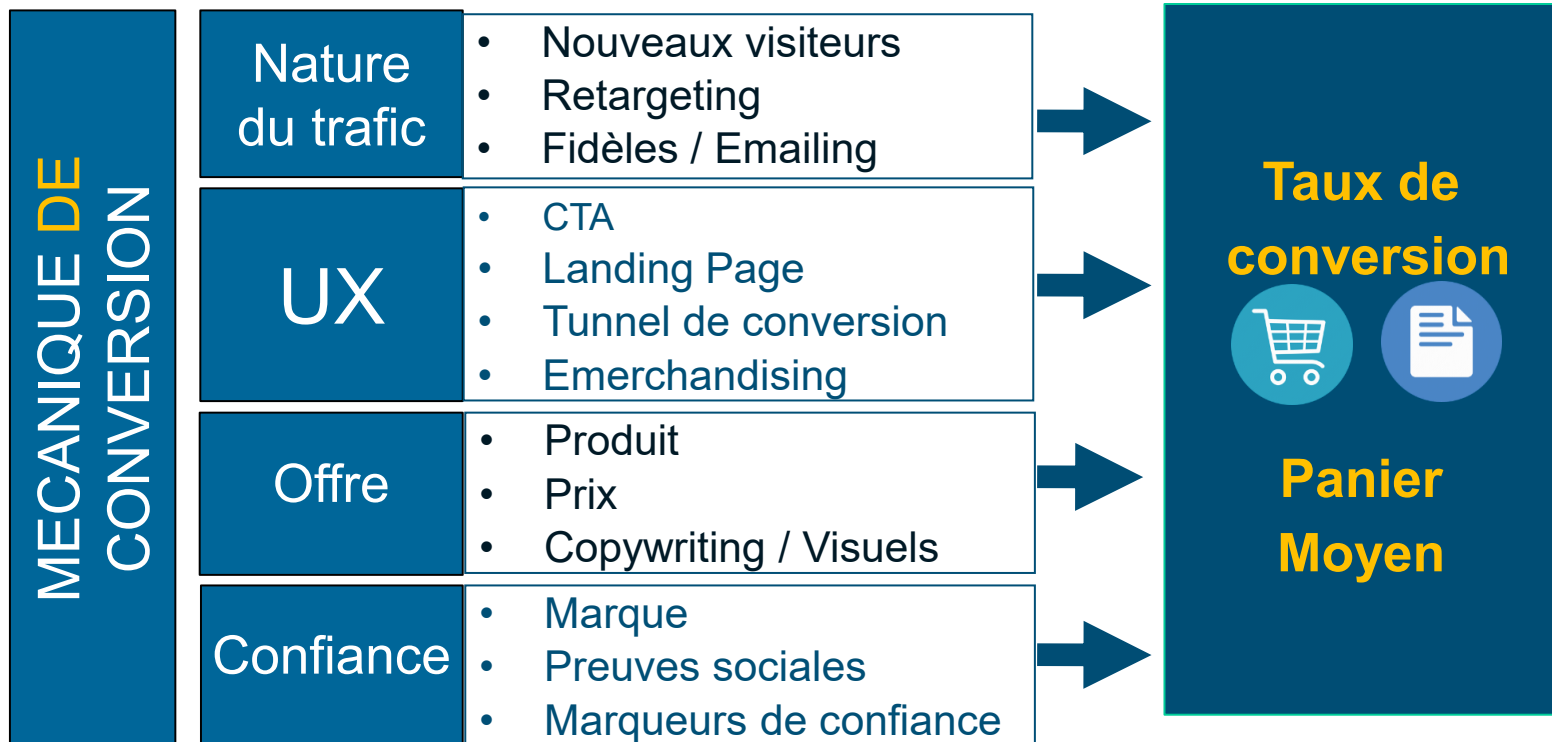 MECANIQUE DE
CONVERSION
Nature
du trafic
• Nouveaux visiteurs
• Retargeting
• Fidèles / Emailing
UX
• CTA
• Landing Page
• Tunnel de conversion
• Emerchandising
Offre
• Produit
• Prix
• Copywriting / Visuels
Confiance
• Marque
• Preuves sociales
• Marqueurs de confiance
Taux de
conversion
Panier
Moyen